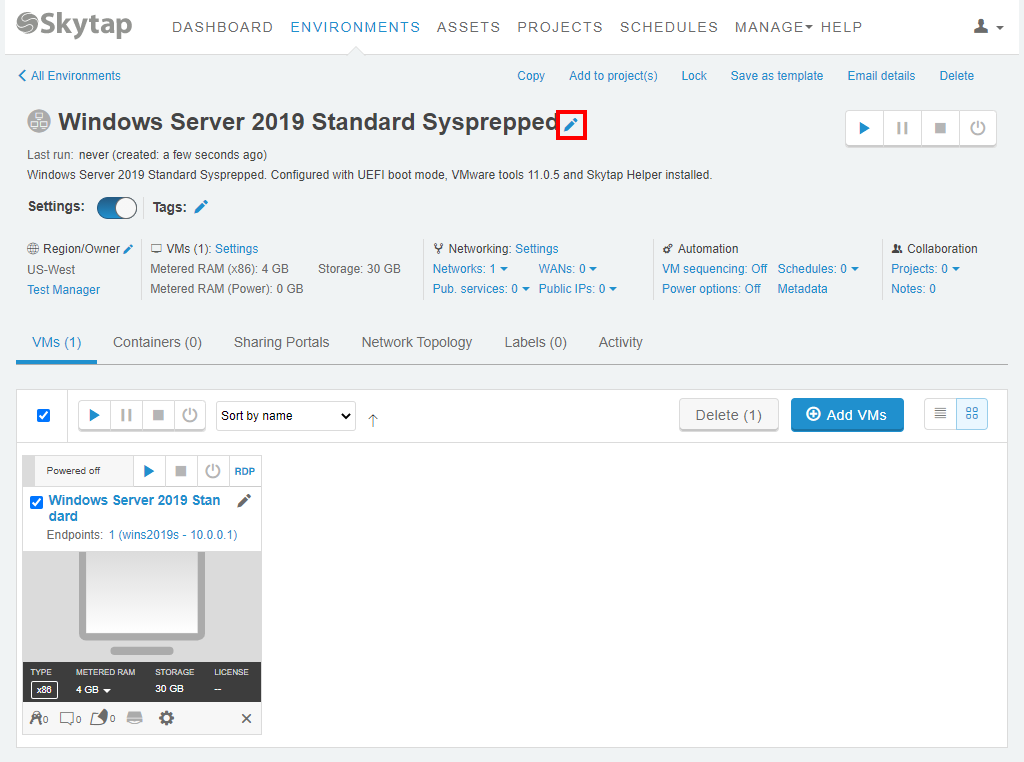 Skytap
DASHBOARD ENVIRONMENTS ASSETS PROJECTS SCHEDULES MANAGE HELP
All Environments Copy Add to project(s) Lock Save as template Email details Delete
Windows Server 2019 Standard Sysprepped
Last run: never (created: a few seconds ago)
Windows Server 2019 Standard Sysprepped. Configured with UEFI boot mode, VMware tools 11.0.5 and Skytap Helper installed.
Settings: Tags:
Region/Owner VMs (1): Settings Networking: Settings Automation Collaboration
US-West Metered RAM (x86): 4 GB Storage: 30 GB Networks: 1 WANs: 0 VM sequencing: Off Schedules: 0 Projects: 0
Test Manager Metered RAM (Power): 0 GB Pub. services: 0 Public IPs: 0 Power options: Off Metadata Notes: 0
VMs (1) Containers (0) Sharing Portals Network Topology Labels (0) Activity
Sort by name Delete (1) Add VMs
Powered off RDP
Windows Server 2019 Stan
dard
Endpoints: 1 (wins2019s - 10.0.0.1)
TYPE METERED RAM STORAGE LICENSE
x86 4 GB 30 GB --
0 0 0